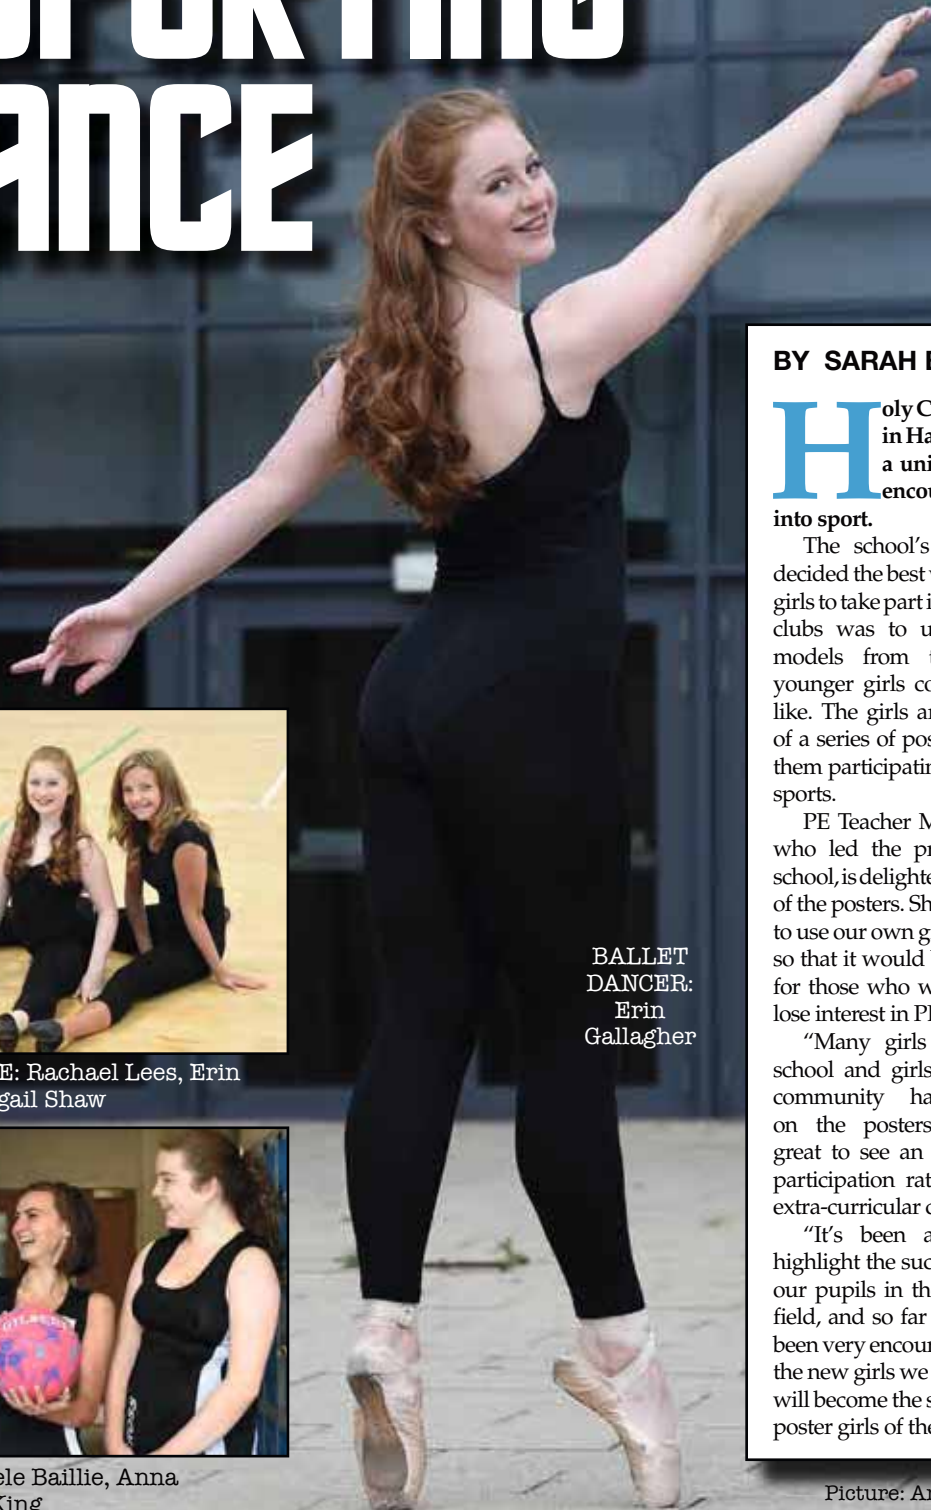 SPORTING
ANCE
BY SARAH
Holy C
in Ha
a uni
encou
into sport.
The school's
decided the best
girls to take part i
clubs was to u
models from t
younger girls co
like. The girls ar
of a series of pos
them participatin
sports.
PE Teacher M
who led the pr
school, is delighte
of the posters. Sh
to use our own g
so that it would
for those who w
lose interest in P
"Many girls
school and girls
community ha
on the posters
great to see an
participation rat
extra-curricular
"It's been a
highlight the suc
our pupils in th
field, and so far
been very encour
the new girls we
will become the s
poster girls of the
BALLET
DANCER:
Erin
Gallagher
E: Rachael Lees, Erin
gail Shaw
GILBERT
ele Baillie, Anna
King
Picture: An